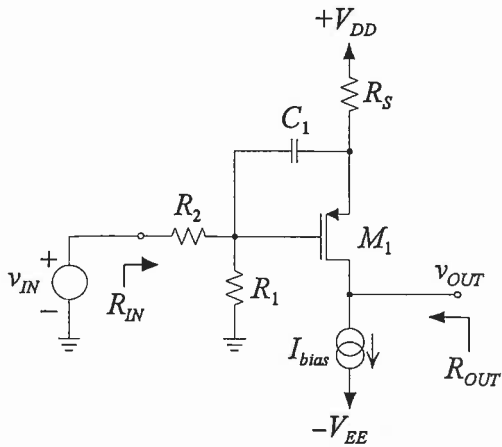 +V_DD
R_S
C_1
R_2
M_1
+
v_IN
−
R_IN
R_1
v_OUT
I_bias
R_OUT
−V_EE